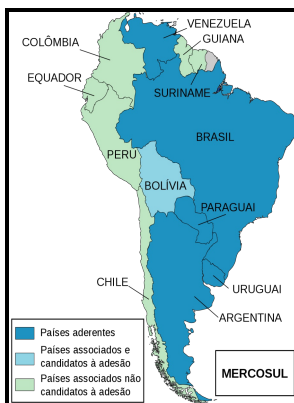 VENEZUELA
COLÔMBIA
GUIANA
EQUADOR
SURINAME
BRASIL
PERU
BOLÍVIA
PARAGUAI
CHILE
URUGUAI
ARGENTINA
Países aderentes
Países associados e
candidatos à adesão
Países associados não
candidatos à adesão
MERCOSUL